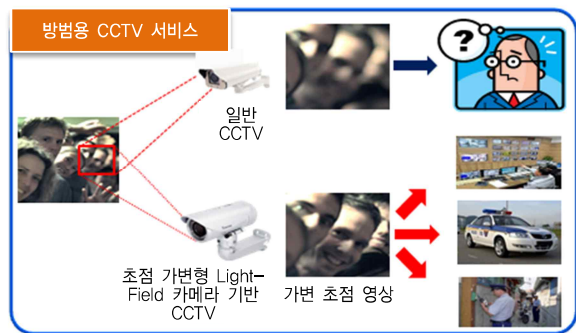 방범용 CCTV 서비스
?
일반
CCTV
초점 가변형 Light-
Field 카메라 기반
CCTV
가변 초점 영상